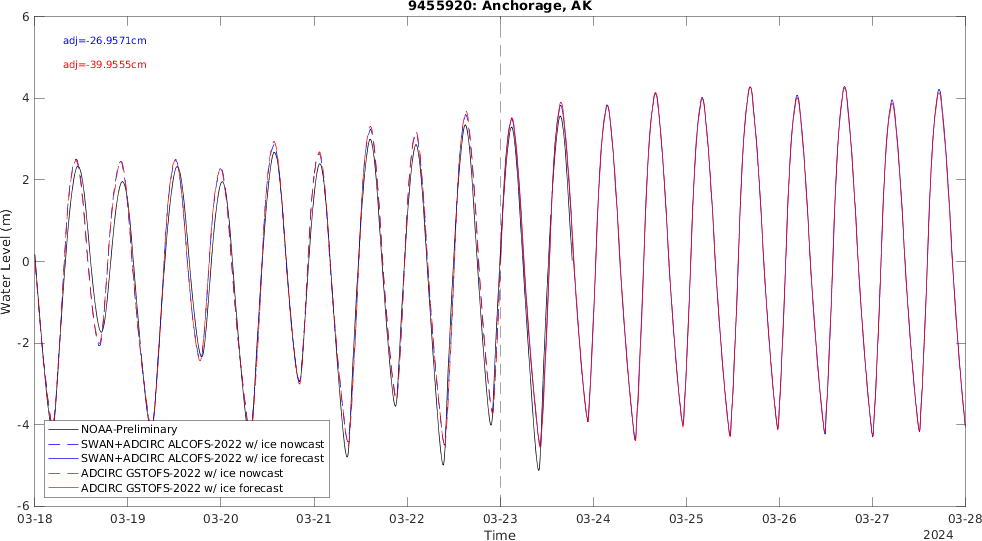 9455920: Anchorage, AK
adj=-26.9571cm
adj=-39.9555cm
Water Level (m)
6
4
2
0
-2
-4
-6
NOAA-Preliminary
SWAN+ADCIRC ALCOFS-2022 w/ ice nowcast
SWAN+ADCIRC ALCOFS-2022 w/ ice forecast
ADCIRC GSTOFS-2022 w/ ice nowcast
ADCIRC GSTOFS-2022 w/ ice forecast
03-18 03-19 03-20 03-21 03-22 03-23 03-24 03-25 03-26 03-27 03-28
Time
2024